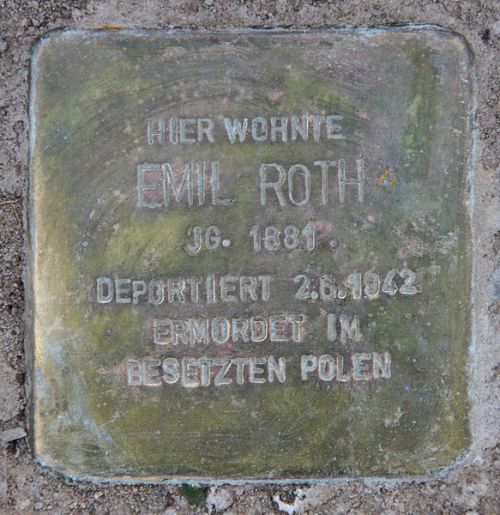 HIER WOHNTE
EMIL ROTH
JG. 1881
DEPORTIERT 2.6.1942
ERMORDET IM
BESETZTEN POLEN